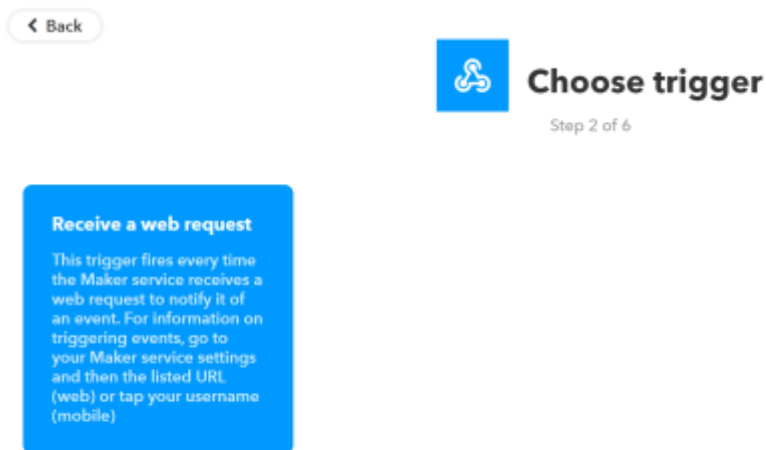 Back
Choose trigger
Step 2 of 6
Receive a web request
This trigger fires every time
the Maker service receives a
web request to notify it of
an event. For information on
triggering events, go to
your Maker service settings
and then the listed URL
(web) or tap your username
(mobile)